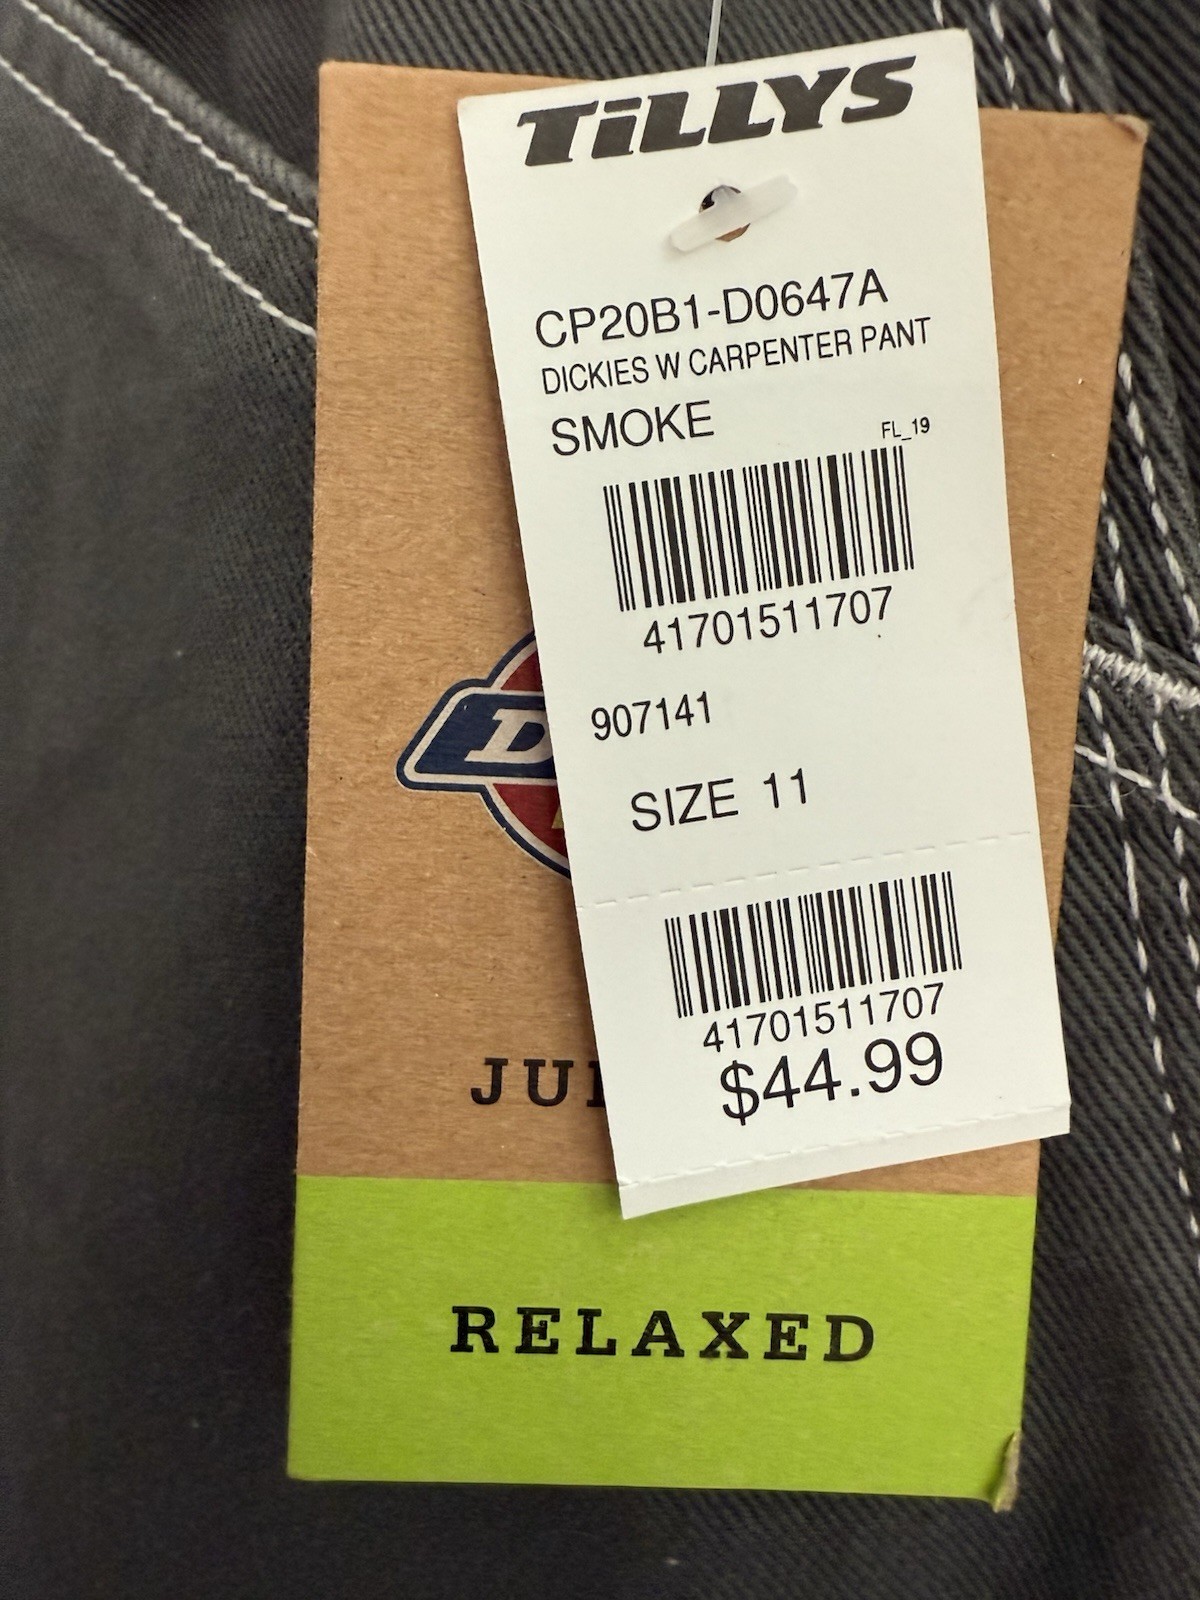 TiLLYS
CP20B1-D0647A
DICKIES W CARPENTER PANT
SMOKE
FL_19
41701511707
907141
SIZE 11
41701511707
$44.99
RELAXED